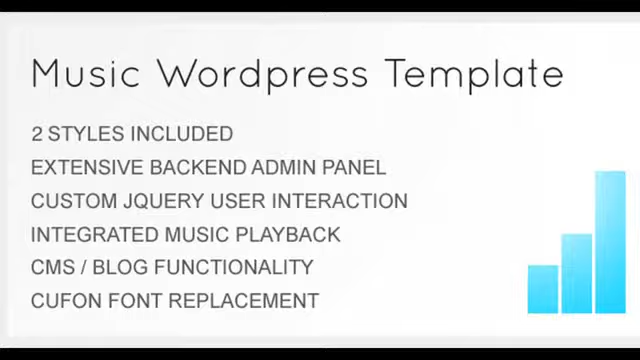 Music Wordpress Template
2 STYLES INCLUDED
EXTENSIVE BACKEND ADMIN PANEL
CUSTOM JQUERY USER INTERACTION
INTEGRATED MUSIC PLAYBACK
CMS / BLOG FUNCTIONALITY
CUFON FONT REPLACEMENT